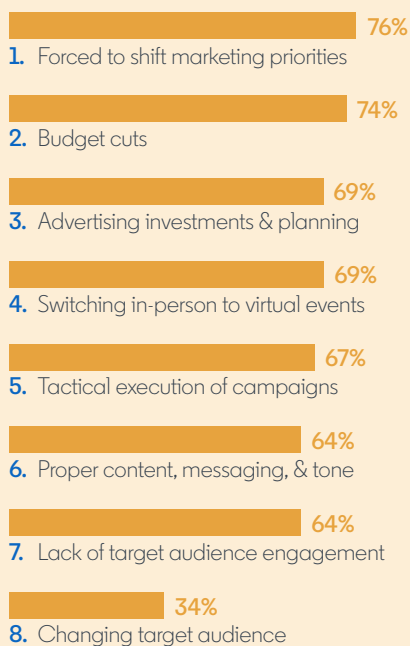 76%
1. Forced to shift marketing priorities
74%
2. Budget cuts
69%
3. Advertising investments & planning
69%
4. Switching in-person to virtual events
67%
5. Tactical execution of campaigns
64%
6. Proper content, messaging, & tone
64%
7. Lack of target audience engagement
34%
8. Changing target audience